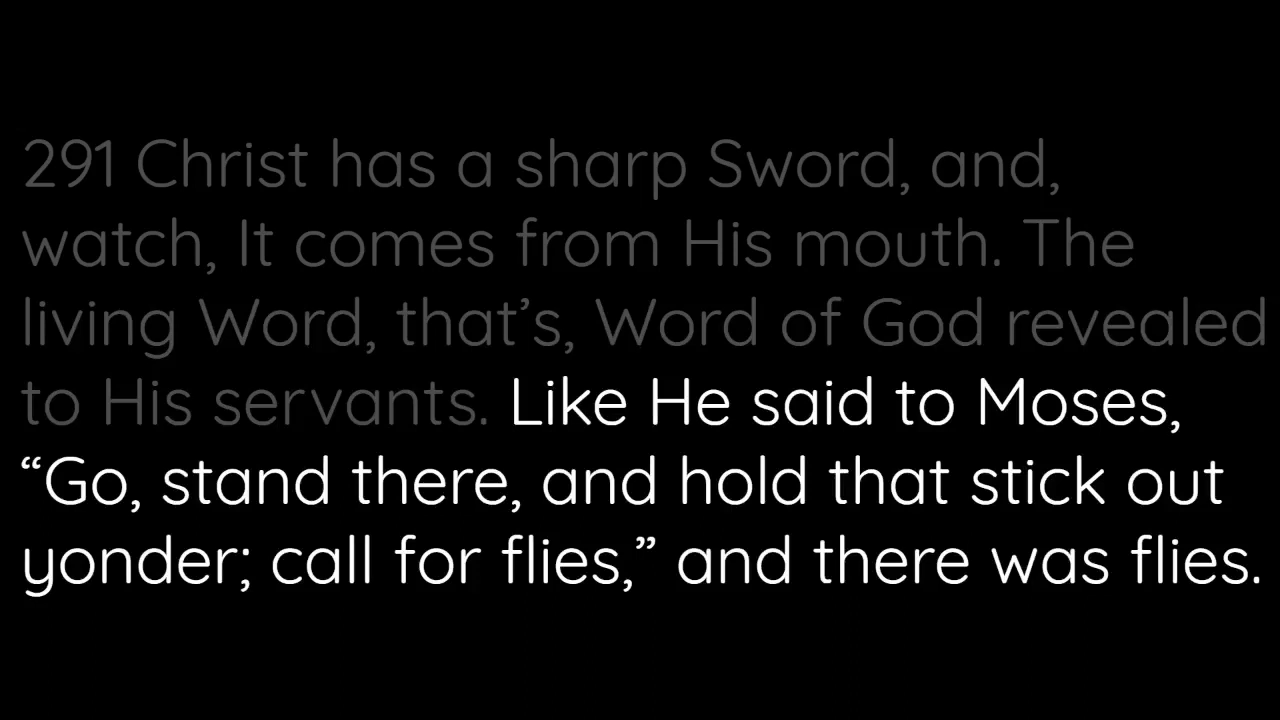 291 Christ has a sharp Sword, and,
watch, It comes from His mouth. The
living Word, that’s, Word of God revealed
to His servants. Like He said to Moses,
“Go, stand there, and hold that stick out
yonder; call for flies,” and there was flies.